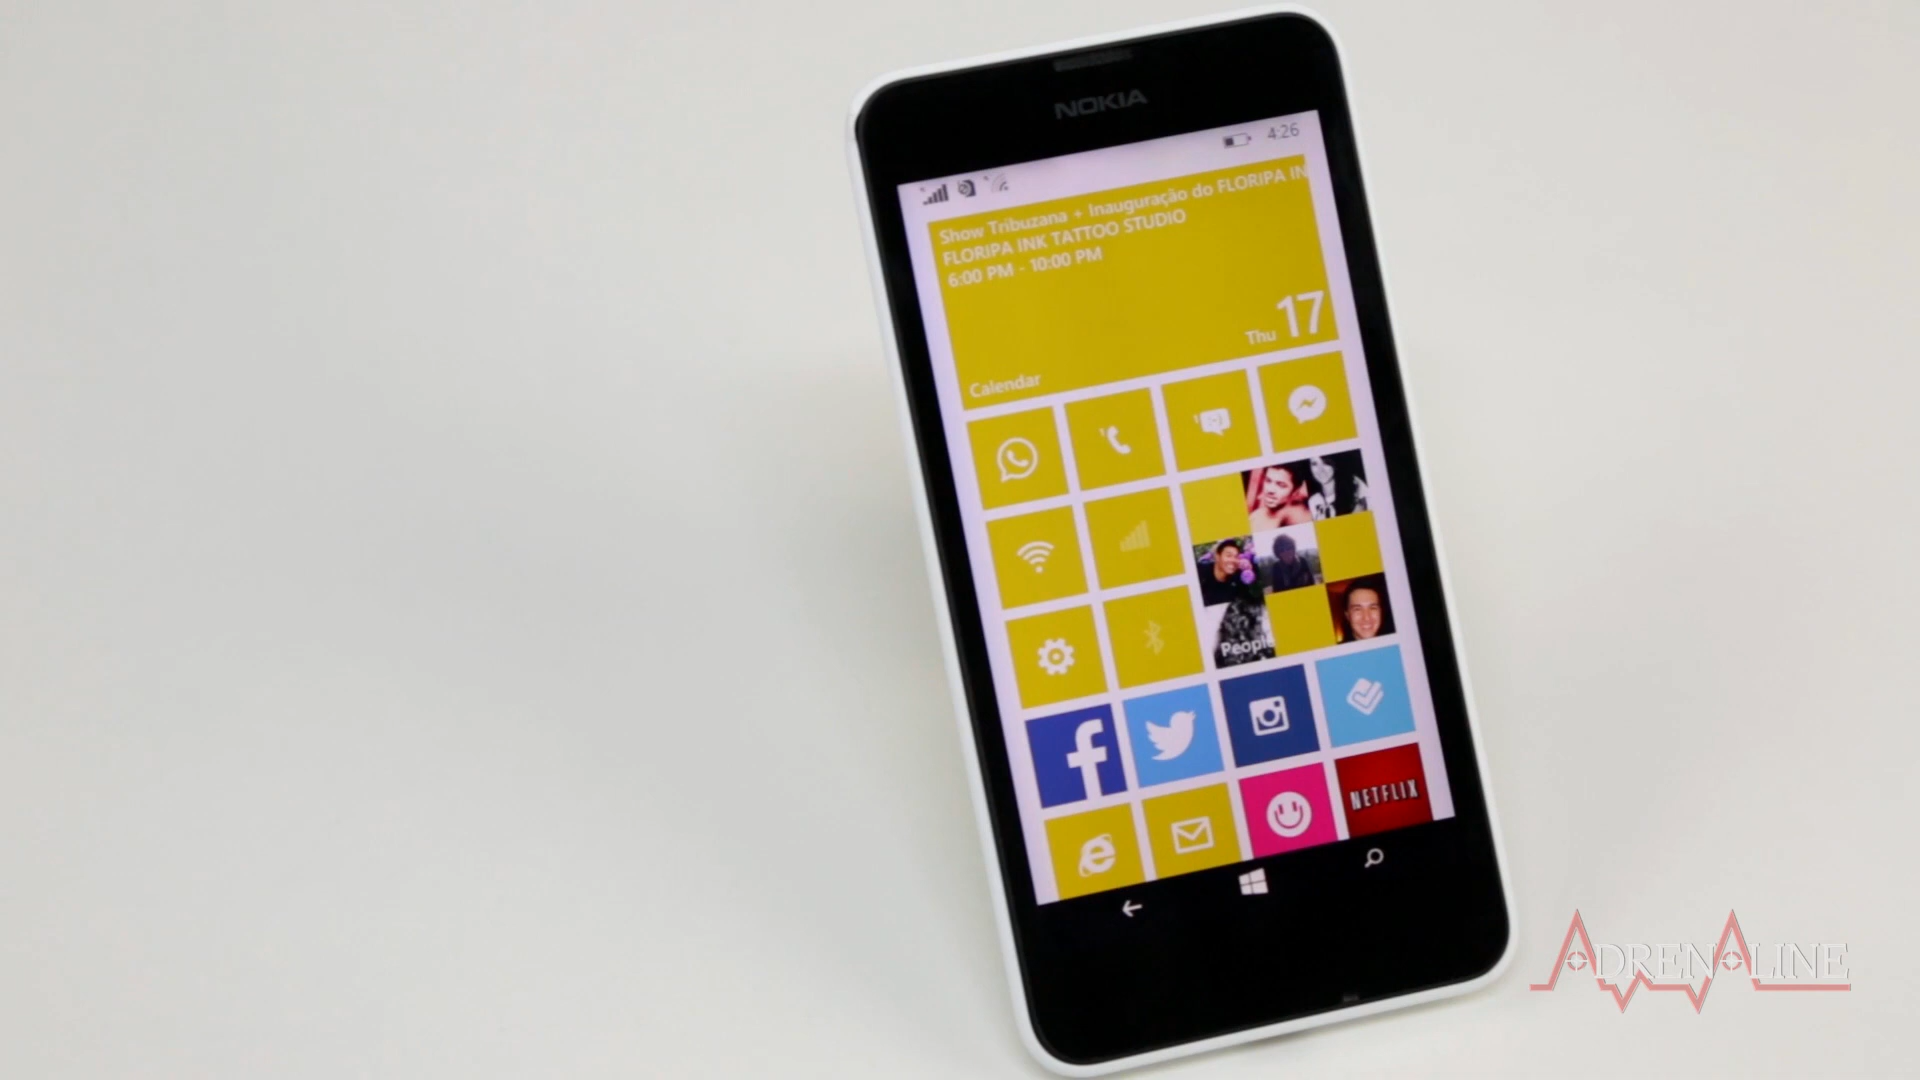 NOKIA
4:26
Show Tribuzana + Inauguração do FLORIPA IN
FLORIPA INK TATTOO STUDIO
6:00 PM - 10:00 PM
Thu 17
Calendar
People
NETFLIX
ADRENALINE